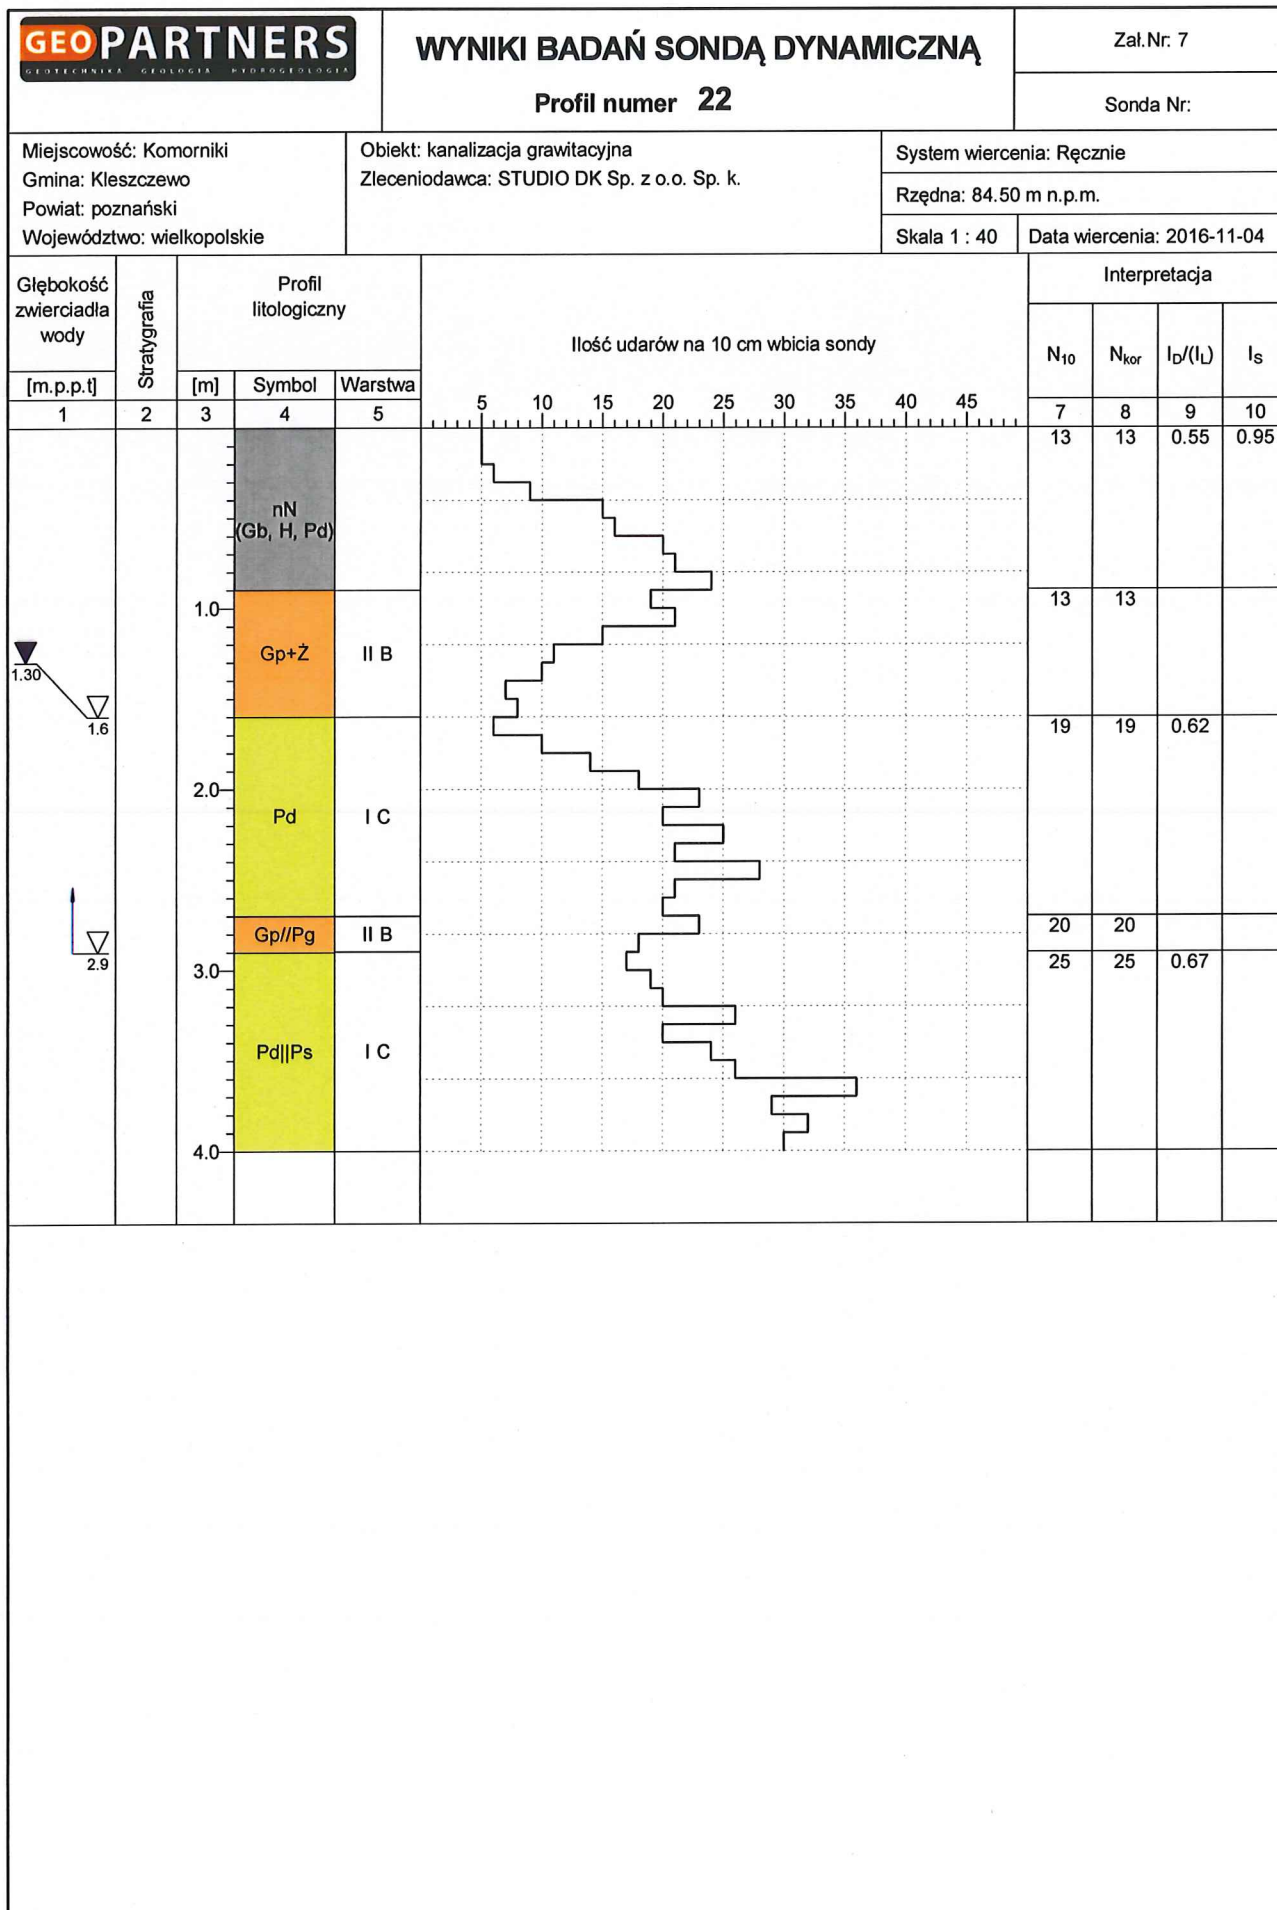 GEOPARTNERS
GEOTECHNIKA GEOLOGIA HYDROGEOLOGIA
WYNIKI BADAŃ SONDĄ DYNAMICZNĄ
Profil numer 22
Zał.Nr: 7
Sonda Nr:
Miejscowość: Komorniki
Gmina: Kleszczewo
Powiat: poznański
Województwo: wielkopolskie
Obiekt: kanalizacja grawitacyjna
Zleceniodawca: STUDIO DK Sp. z o.o. Sp. k.
System wiercenia: Ręcznie
Rzędna: 84.50 m n.p.m.
Skala 1 : 40
Data wiercenia: 2016-11-04
Głębokość
zwierciadła
wody
[m.p.p.t]
Stratygrafia
Profil
litologiczny
[m] Symbol Warstwa
Ilość udarów na 10 cm wbicia sondy
5 10 15 20 25 30 35 40 45
Interpretacja
N10 Nkor ID/(IL) IS
1 2 3 4 5 7 8 9 10
13 13 0.55 0.95
nN
(Gb, H, Pd)
1.0
13 13
Gp+Ż II B
1.30
1.6
19 19 0.62
2.0
Pd I C
Gp//Pg II B
20 20
2.9
3.0
25 25 0.67
Pd||Ps I C
4.0